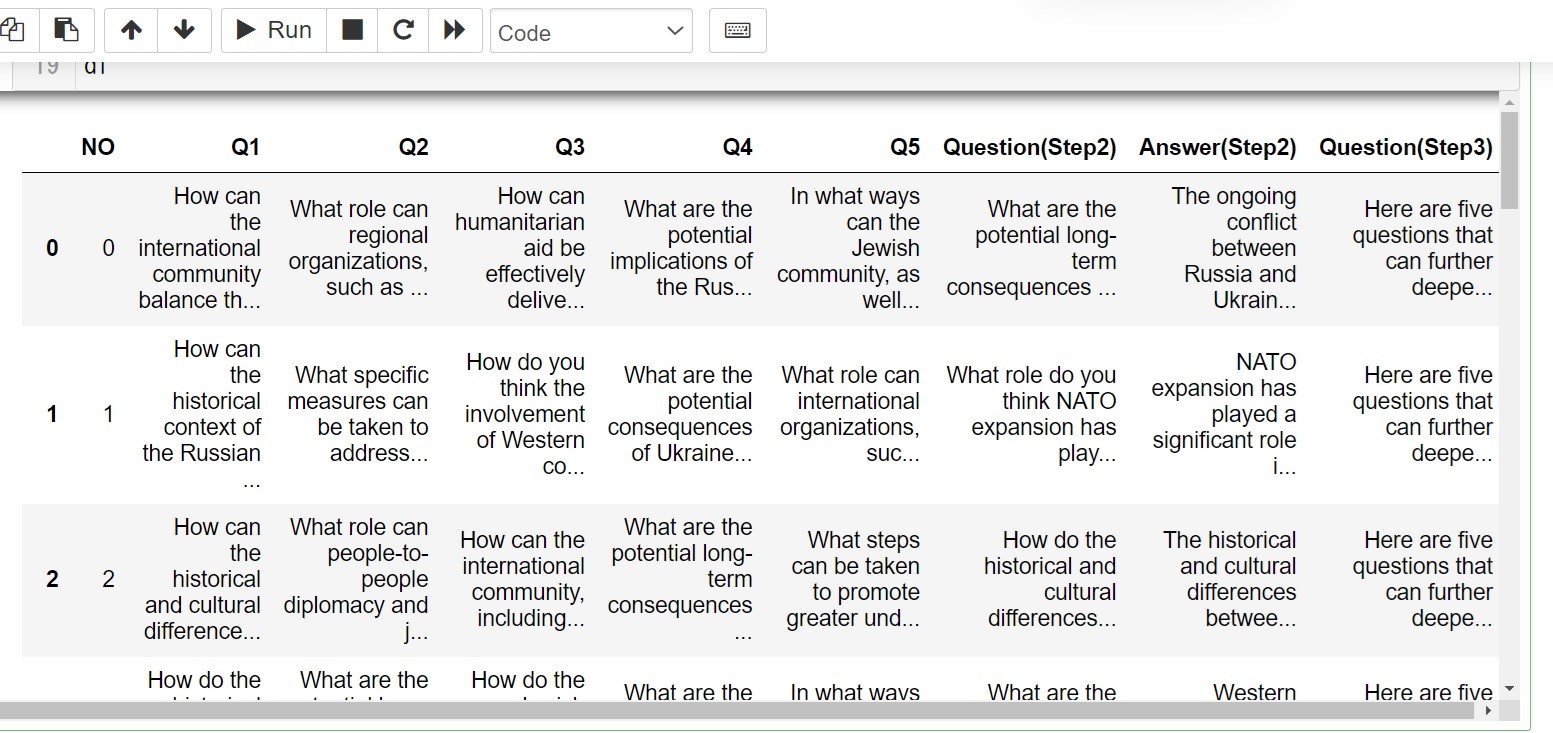 Run
Code
19 df
NO
Q1
Q2
Q3
Q4
Q5
Question(Step2)
Answer(Step2)
Question(Step3)
0
0
How can
the
international
community
balance th...
What role can
regional
organizations,
such as ...
How can
humanitarian
aid be
effectively
delive...
What are the
potential
implications of
the Rus...
In what ways
can the
Jewish
community, as
well...
What are the
potential long-
term
consequences ...
The ongoing
conflict
between
Russia and
Ukrain...
Here are five
questions that
can further
deepe...
1
1
How can
the
historical
context of
the Russian
...
What specific
measures can
be taken to
address...
How do you
think the
involvement
of Western
co...
What are the
potential
consequences
of Ukraine...
What role can
international
organizations,
suc...
What role do you
think NATO
expansion has
play...
NATO
expansion has
played a
significant role
i...
Here are five
questions that
can further
deepe...
2
2
How can
the
historical
and cultural
difference...
What role can
people-to-
people
diplomacy and
j...
How can the
international
community,
including...
What are the
potential long-
term
consequences
...
What steps
can be taken
to promote
greater und...
How do the
historical and
cultural
differences...
The historical
and cultural
differences
betwee...
Here are five
questions that
can further
deepe...
How do the
What are the
How do the
What are the
In what ways
What are the
Western
Here are five